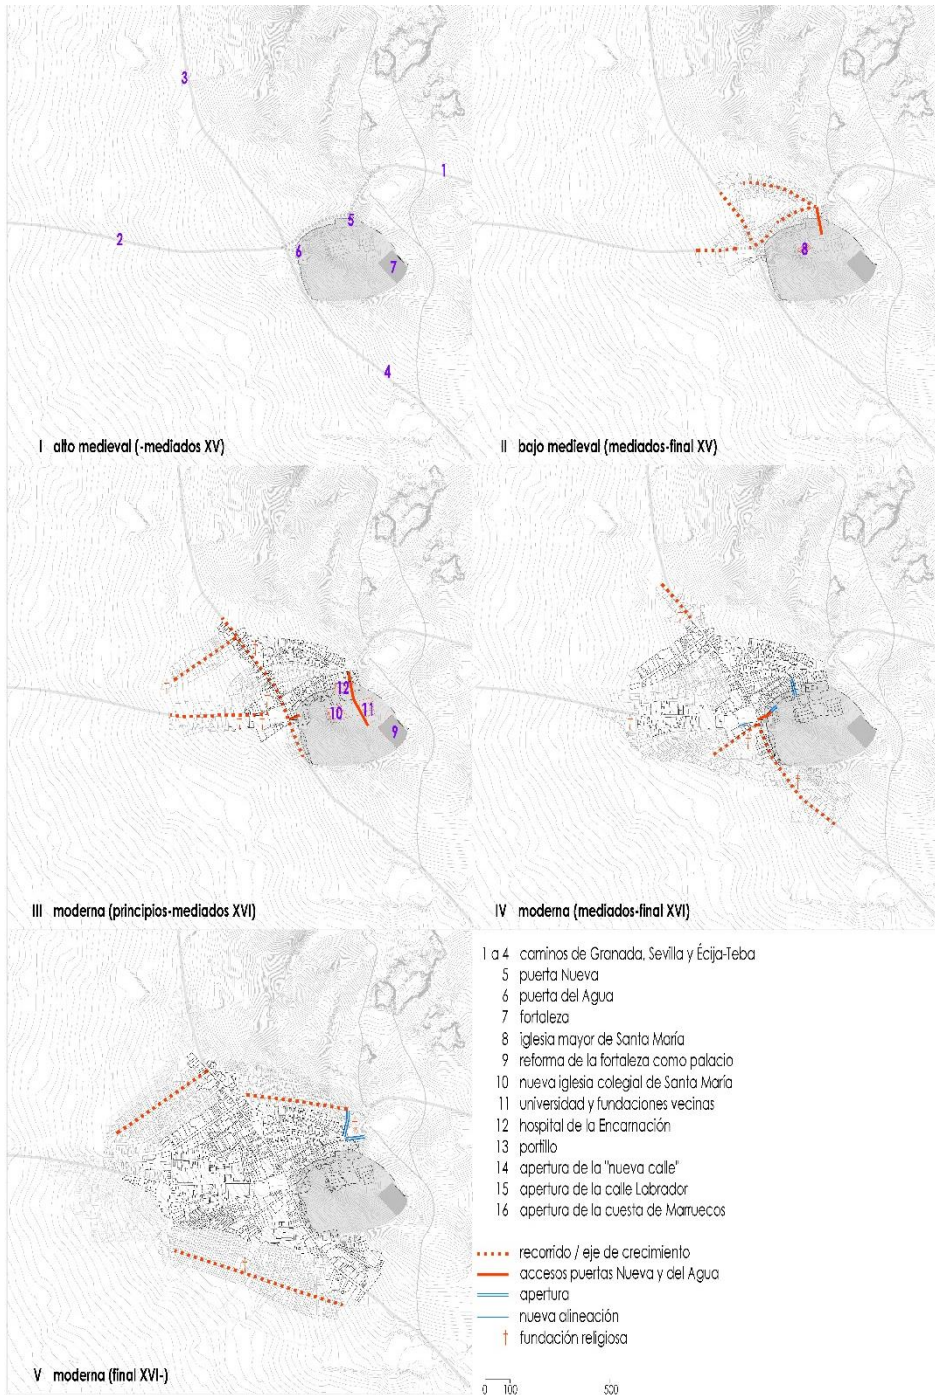 3
1
2
5
6
7
4
I alto medieval (-mediados XV)
8
II bajo medieval (mediados-final XV)
12
10
11
9
III moderna (principios-mediados XVI)
IV moderna (mediados-final XVI)
V moderna (final XVI-)
1 a 4 caminos de Granada, Sevilla y Écija-Teba
5 puerta Nueva
6 puerta del Agua
7 fortaleza
8 iglesia mayor de Santa María
9 reforma de la fortaleza como palacio
10 nueva iglesia colegial de Santa María
11 universidad y fundaciones vecinas
12 hospital de la Encarnación
13 portillo
14 apertura de la "nueva calle"
15 apertura de la calle Labrador
16 apertura de la cuesta de Marruecos
recorrido / eje de crecimiento
accesos puertas Nueva y del Agua
apertura
nueva alineación
† fundación religiosa
0 100 500